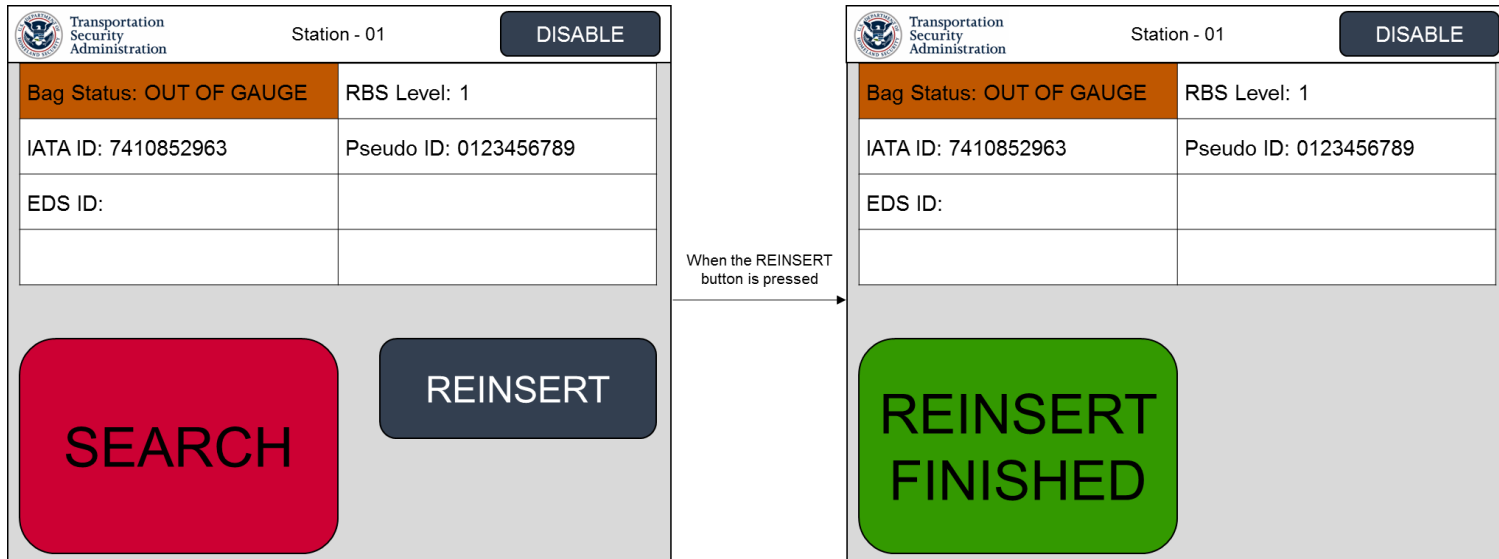 Transportation
Security
Administration
Station - 01
DISABLE
Bag Status: OUT OF GAUGE
RBS Level: 1
IATA ID: 7410852963
Pseudo ID: 0123456789
EDS ID:
SEARCH
REINSERT
When the REINSERT
button is pressed
Transportation
Security
Administration
Station - 01
DISABLE
Bag Status: OUT OF GAUGE
RBS Level: 1
IATA ID: 7410852963
Pseudo ID: 0123456789
EDS ID:
REINSERT
FINISHED